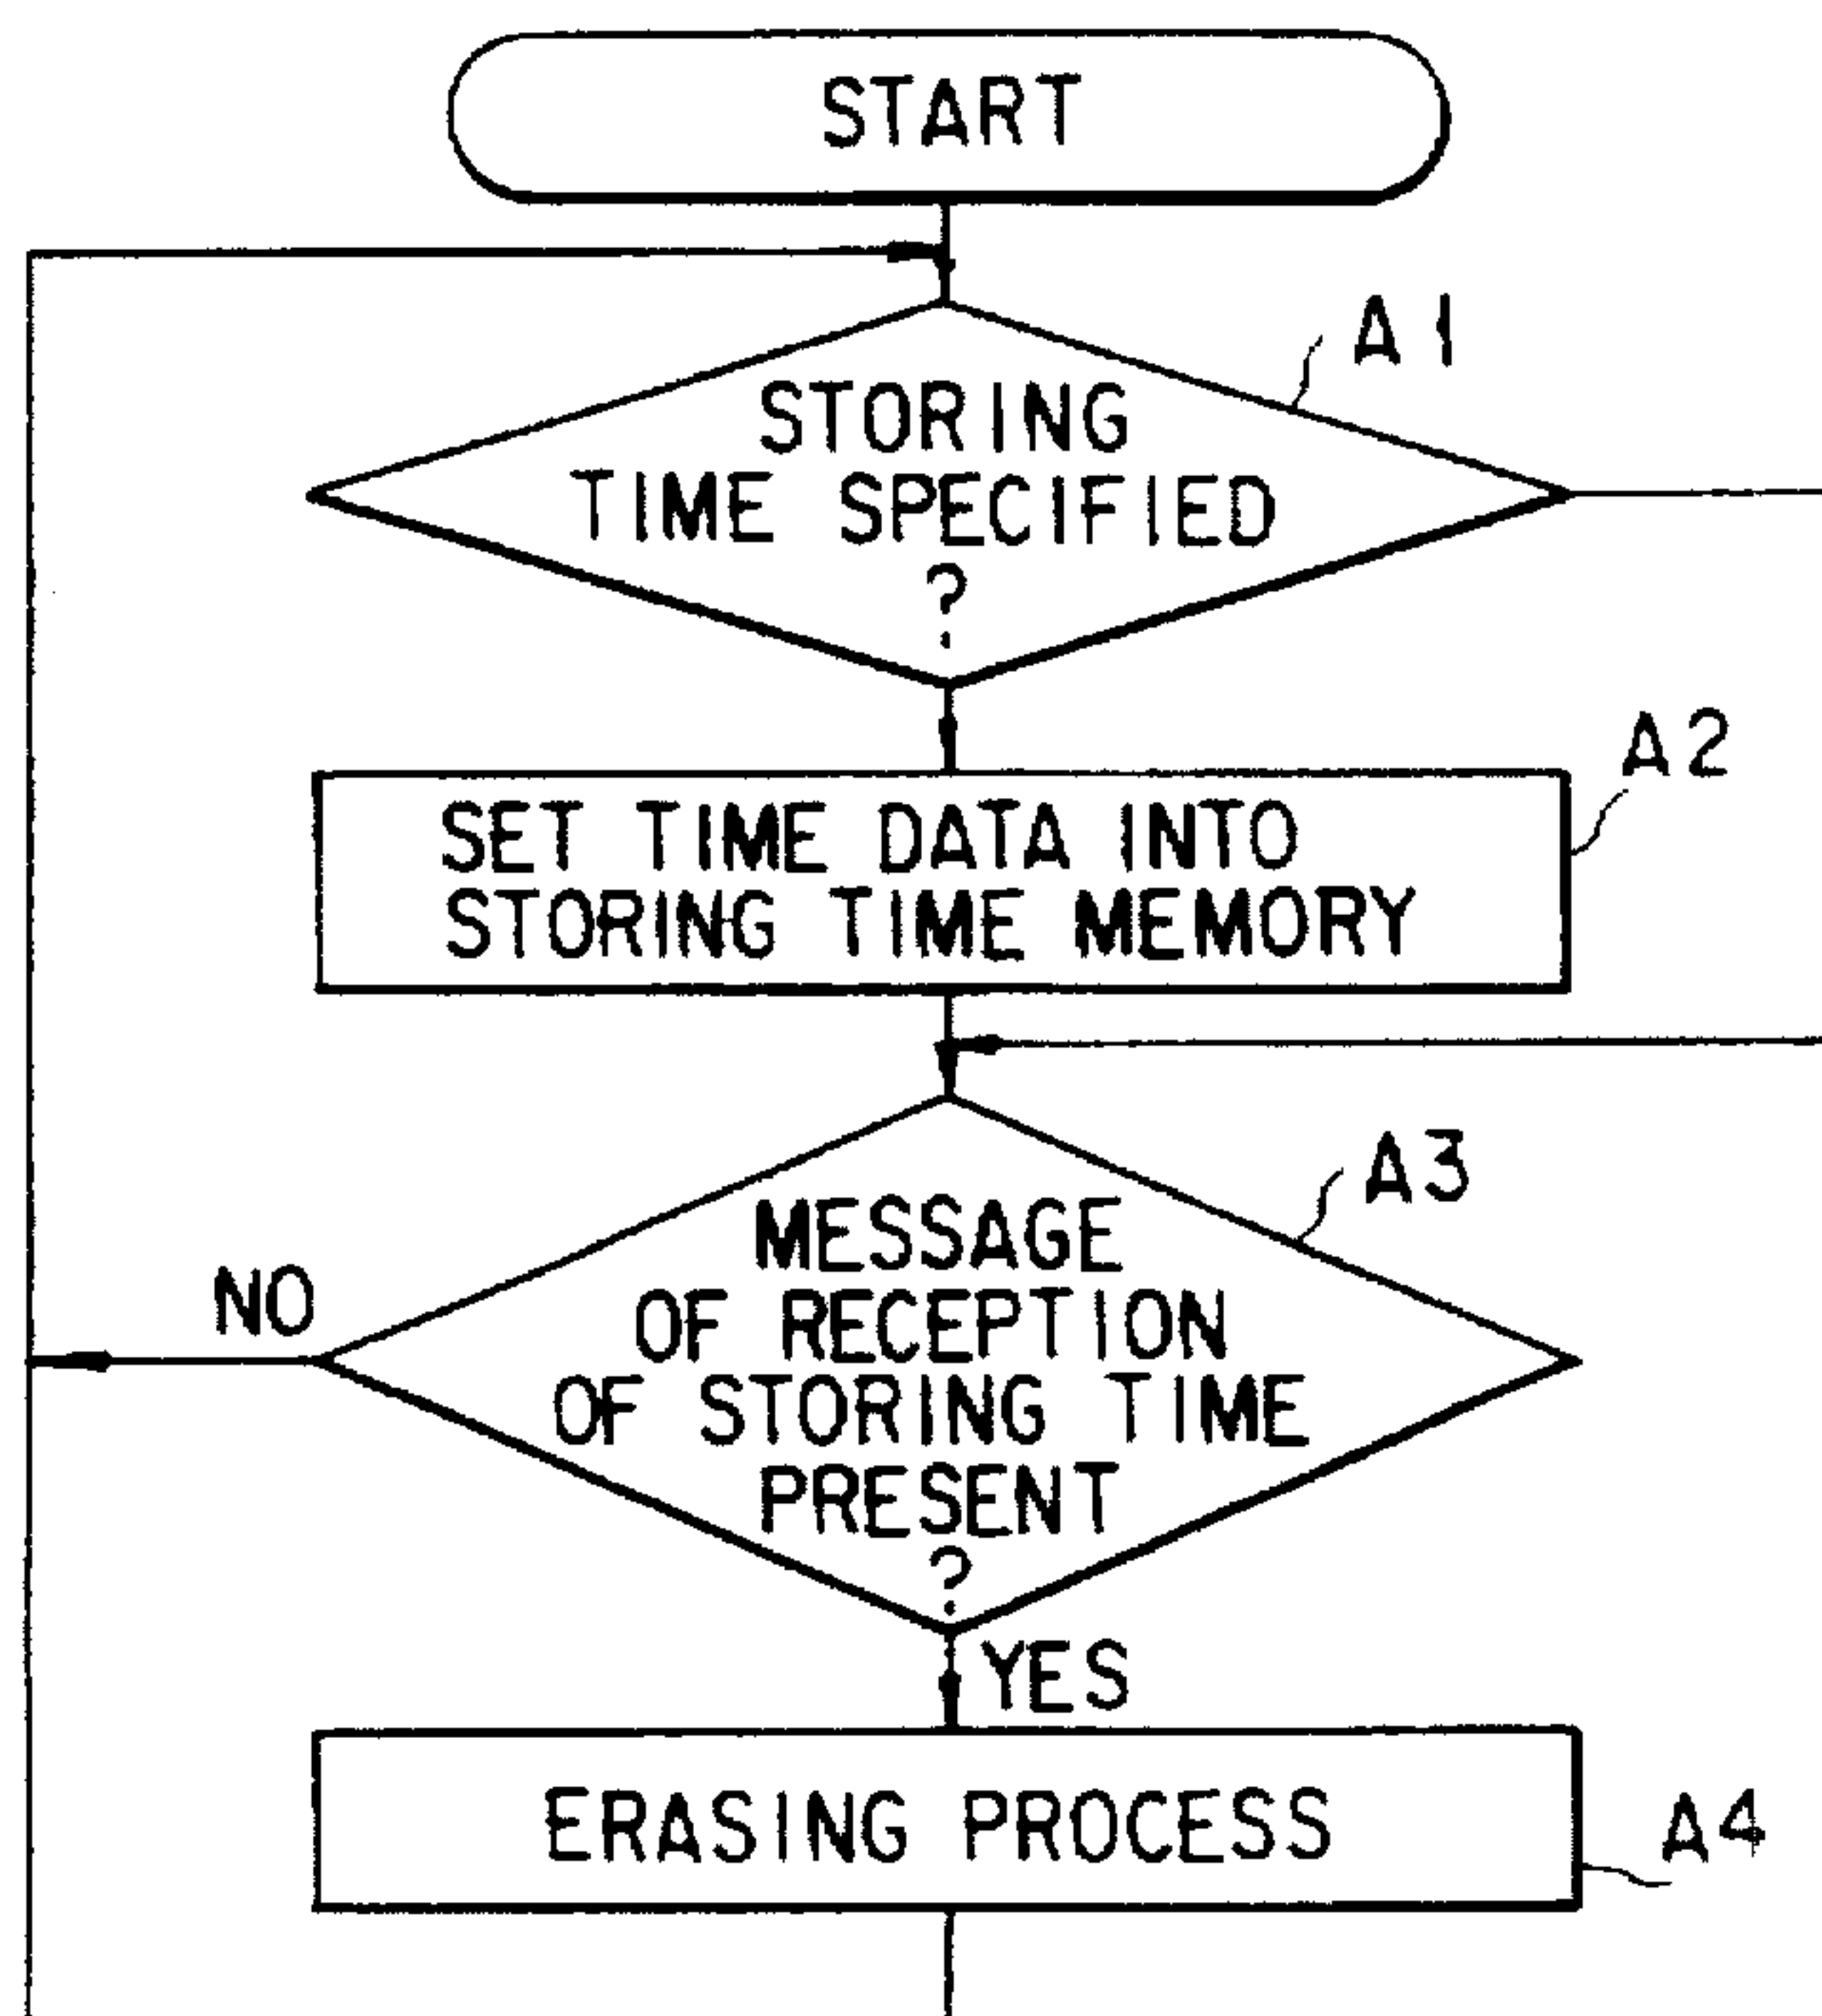 START
A1
STORING
TIME SPECIFIED
?
A2
SET TIME DATA INTO
STORING TIME MEMORY
A3
MESSAGE
OF RECEPTION
OF STORING TIME
PRESENT
?
NO
YES
ERASING PROCESS
A4